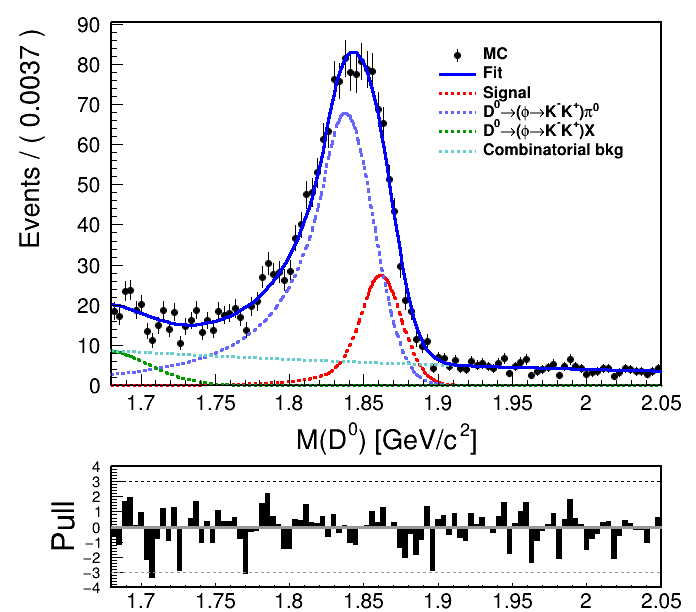 Events / ( 0.0037 )
90
80
70
60
50
40
30
20
10
0
MC
Fit
Signal
D⁰→(ϕ→K⁻K⁺)π⁰
D⁰→(ϕ→K⁻K⁺)X
Combinatorial bkg
1.7 1.75 1.8 1.85 1.9 1.95 2 2.05
M(D⁰) [GeV/c²]
Pull
4
3
2
1
0
−1
−2
−3
−4
1.7 1.75 1.8 1.85 1.9 1.95 2 2.05